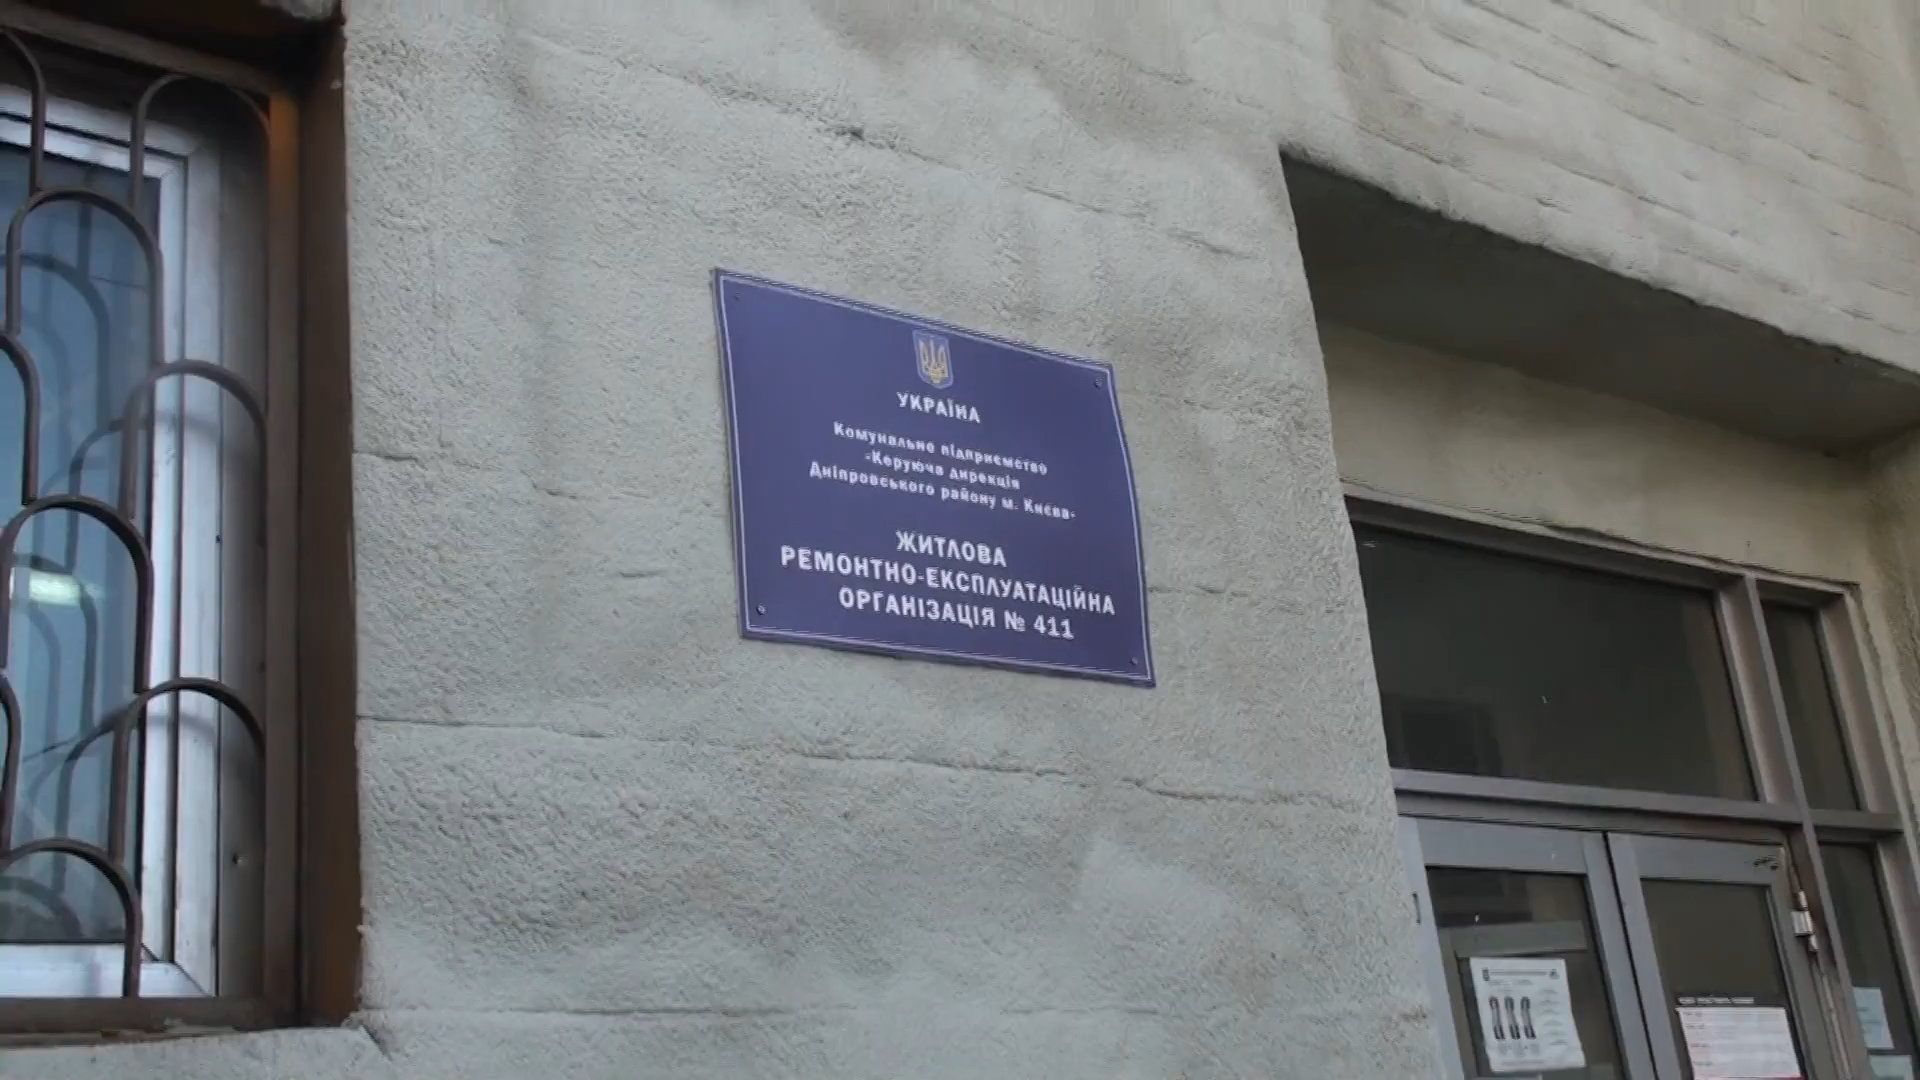 УКРАЇНА
Комунальне підприємство
«Керуюча дирекція
Дніпровського району м. Києва»
ЖИТЛОВА
РЕМОНТНО-ЕКСПЛУАТАЦІЙНА
ОРГАНІЗАЦІЯ № 411